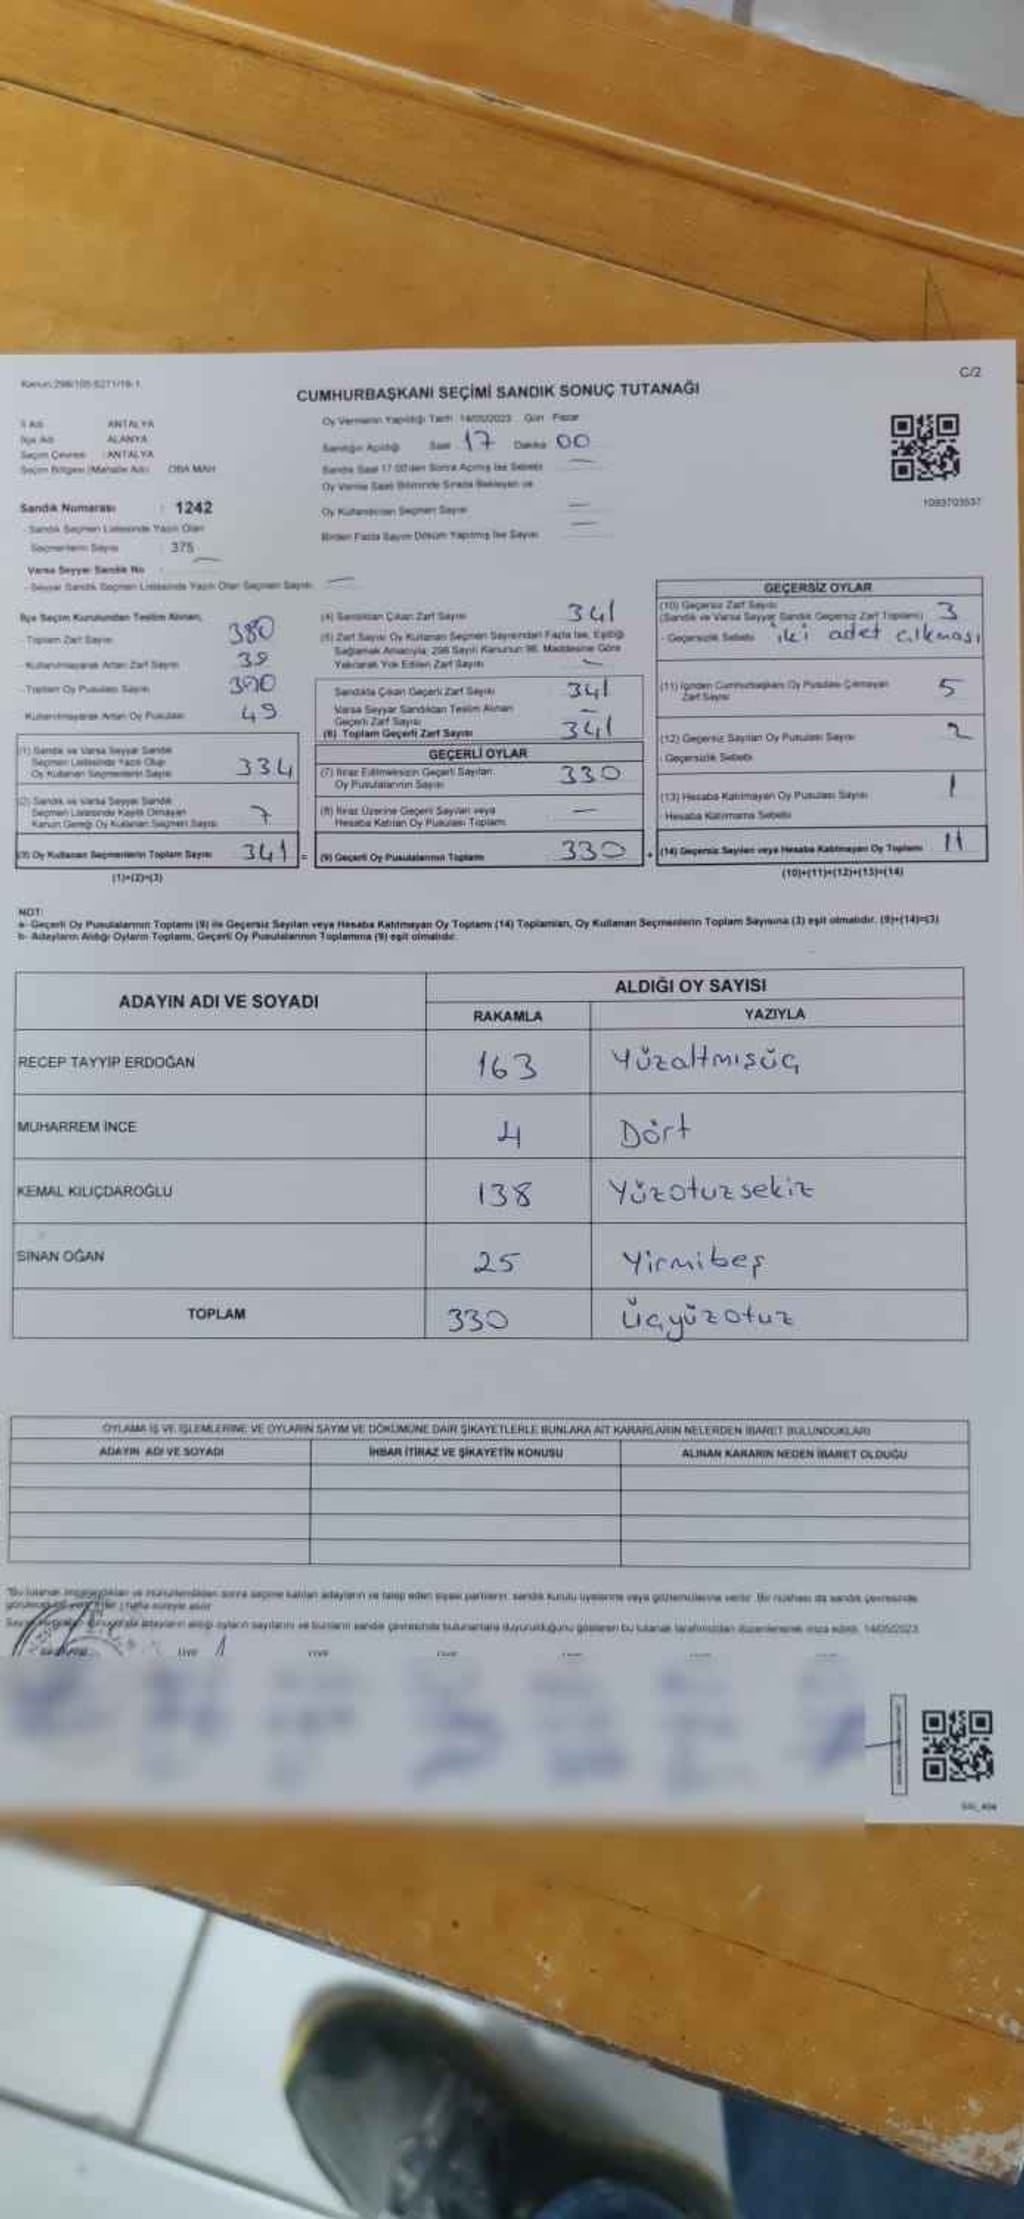 Kanun:298/105-6271/19-1
C/2
CUMHURBAŞKANI SEÇİMİ SANDIK SONUÇ TUTANAĞI
İl Adı ANTALYA
İlçe Adı ALANYA
Seçim Çevresi : ANTALYA
Seçim Bölgesi (Mahalle Adı) OBA MAH
Sandık Numarası : 1242
- Sandık Seçmen Listesinde Yazılı Olan
Seçmenlerin Sayısı : 375
Varsa Seyyar Sandık No
- Seyyar Sandık Seçmen Listesinde Yazılı Olan Seçmen Sayısı
Oy Vermenin Yapıldığı Tarih 14/05/2023 Gün Pazar
Sandığın Açıldığı Saat 17 Dakika 00
Sandık Saat 17.00'den Sonra Açılmış İse Sebebi
Oy Verme Saati Bitiminde Sırada Bekleyen ve
Oy Kullandırılan Seçmen Sayısı
Birden Fazla Sayım Döküm Yapılmış İse Sayısı
1093703537
İlçe Seçim Kurulundan Teslim Alınan;
- Toplam Zarf Sayısı 380
- Kullanılmayarak Artan Zarf Sayısı 39
- Toplam Oy Pusulası Sayısı 390
- Kullanılmayarak Artan Oy Pusulası 49
(1) Sandık ve Varsa Seyyar Sandık
Seçmen Listesinde Yazılı Olup
Oy Kullanan Seçmenlerin Sayısı 334
(2) Sandık ve Varsa Seyyar Sandık
Seçmen Listesinde Kayıtlı Olmayan
Kanun Gereği Oy Kullanan Seçmen Sayısı 7
(3) Oy Kullanan Seçmenlerin Toplam Sayısı 341 =
(1)+(2)=(3)
(4) Sandıktan Çıkan Zarf Sayısı 341
(5) Zarf Sayısı Oy Kullanan Seçmen Sayısından Fazla İse, Eşitliği
Sağlamak Amacıyla, 298 Sayılı Kanunun 98. Maddesine Göre
Yakılarak Yok Edilen Zarf Sayısı –
Sandıkta Çıkan Geçerli Zarf Sayısı 341
Varsa Seyyar Sandıktan Teslim Alınan
Geçerli Zarf Sayısı –
(6) Toplam Geçerli Zarf Sayısı 341
GEÇERLİ OYLAR
(7) İtiraz Edilmeksizin Geçerli Sayılan
Oy Pusulalarının Sayısı 330
(8) İtiraz Üzerine Geçerli Sayılan veya
Hesaba Katılan Oy Pusulası Toplamı –
(9) Geçerli Oy Pusulalarının Toplamı 330 +
GEÇERSİZ OYLAR
(10) Geçersiz Zarf Sayısı 3
(Sandık ve Varsa Seyyar Sandık Geçersiz Zarf Toplamı)
- Geçersizlik Sebebi iki adet çıkması
(11) İçinden Cumhurbaşkanı Oy Pusulası Çıkmayan
Zarf Sayısı 5
(12) Geçersiz Sayılan Oy Pusulası Sayısı 2
- Geçersizlik Sebebi
(13) Hesaba Katılmayan Oy Pusulası Sayısı 1
- Hesaba Katılmama Sebebi
(14) Geçersiz Sayılan veya Hesaba Katılmayan Oy Toplamı 11
(10)+(11)+(12)+(13)=(14)
NOT:
a- Geçerli Oy Pusulalarının Toplamı (9) ile Geçersiz Sayılan veya Hesaba Katılmayan Oy Toplamı (14) Toplamları, Oy Kullanan Seçmenlerin Toplam Sayısına (3) eşit olmalıdır. (9)+(14)=(3)
b- Adayların Aldığı Oyların Toplamı, Geçerli Oy Pusulalarının Toplamına (9) eşit olmalıdır.
ADAYIN ADI VE SOYADI
ALDIĞI OY SAYISI
RAKAMLA YAZIYLA
RECEP TAYYİP ERDOĞAN 163 Yüzaltmışüç
MUHARREM İNCE 4 Dört
KEMAL KILIÇDAROĞLU 138 Yüzotuzsekiz
SİNAN OĞAN 25 Yirmibeş
TOPLAM 330 Üçyüzotuz
OYLAMA İŞ VE İŞLEMLERİNE VE OYLARIN SAYIM VE DÖKÜMÜNE DAİR ŞİKAYETLERLE BUNLARA AİT KARARLARIN NELERDEN İBARET BULUNDUKLARI
ADAYIN ADI VE SOYADI İHBAR İTİRAZ VE ŞİKAYETİN KONUSU ALINAN KARARIN NEDEN İBARET OLDUĞU
sonra seçime katılan adayların ve talep eden siyasi partilerin sandık kurulu üyelerine veya gözlemcilerine verilir. Bir nüshası da sandık çevresinde
adayların aldığı oyların sayılarını ve bunların sandık çevresinde bulunanlara duyurulduğunu gösteren bu tutanak tarafımızdan düzenlenerek imza edildi. 14/05/2023